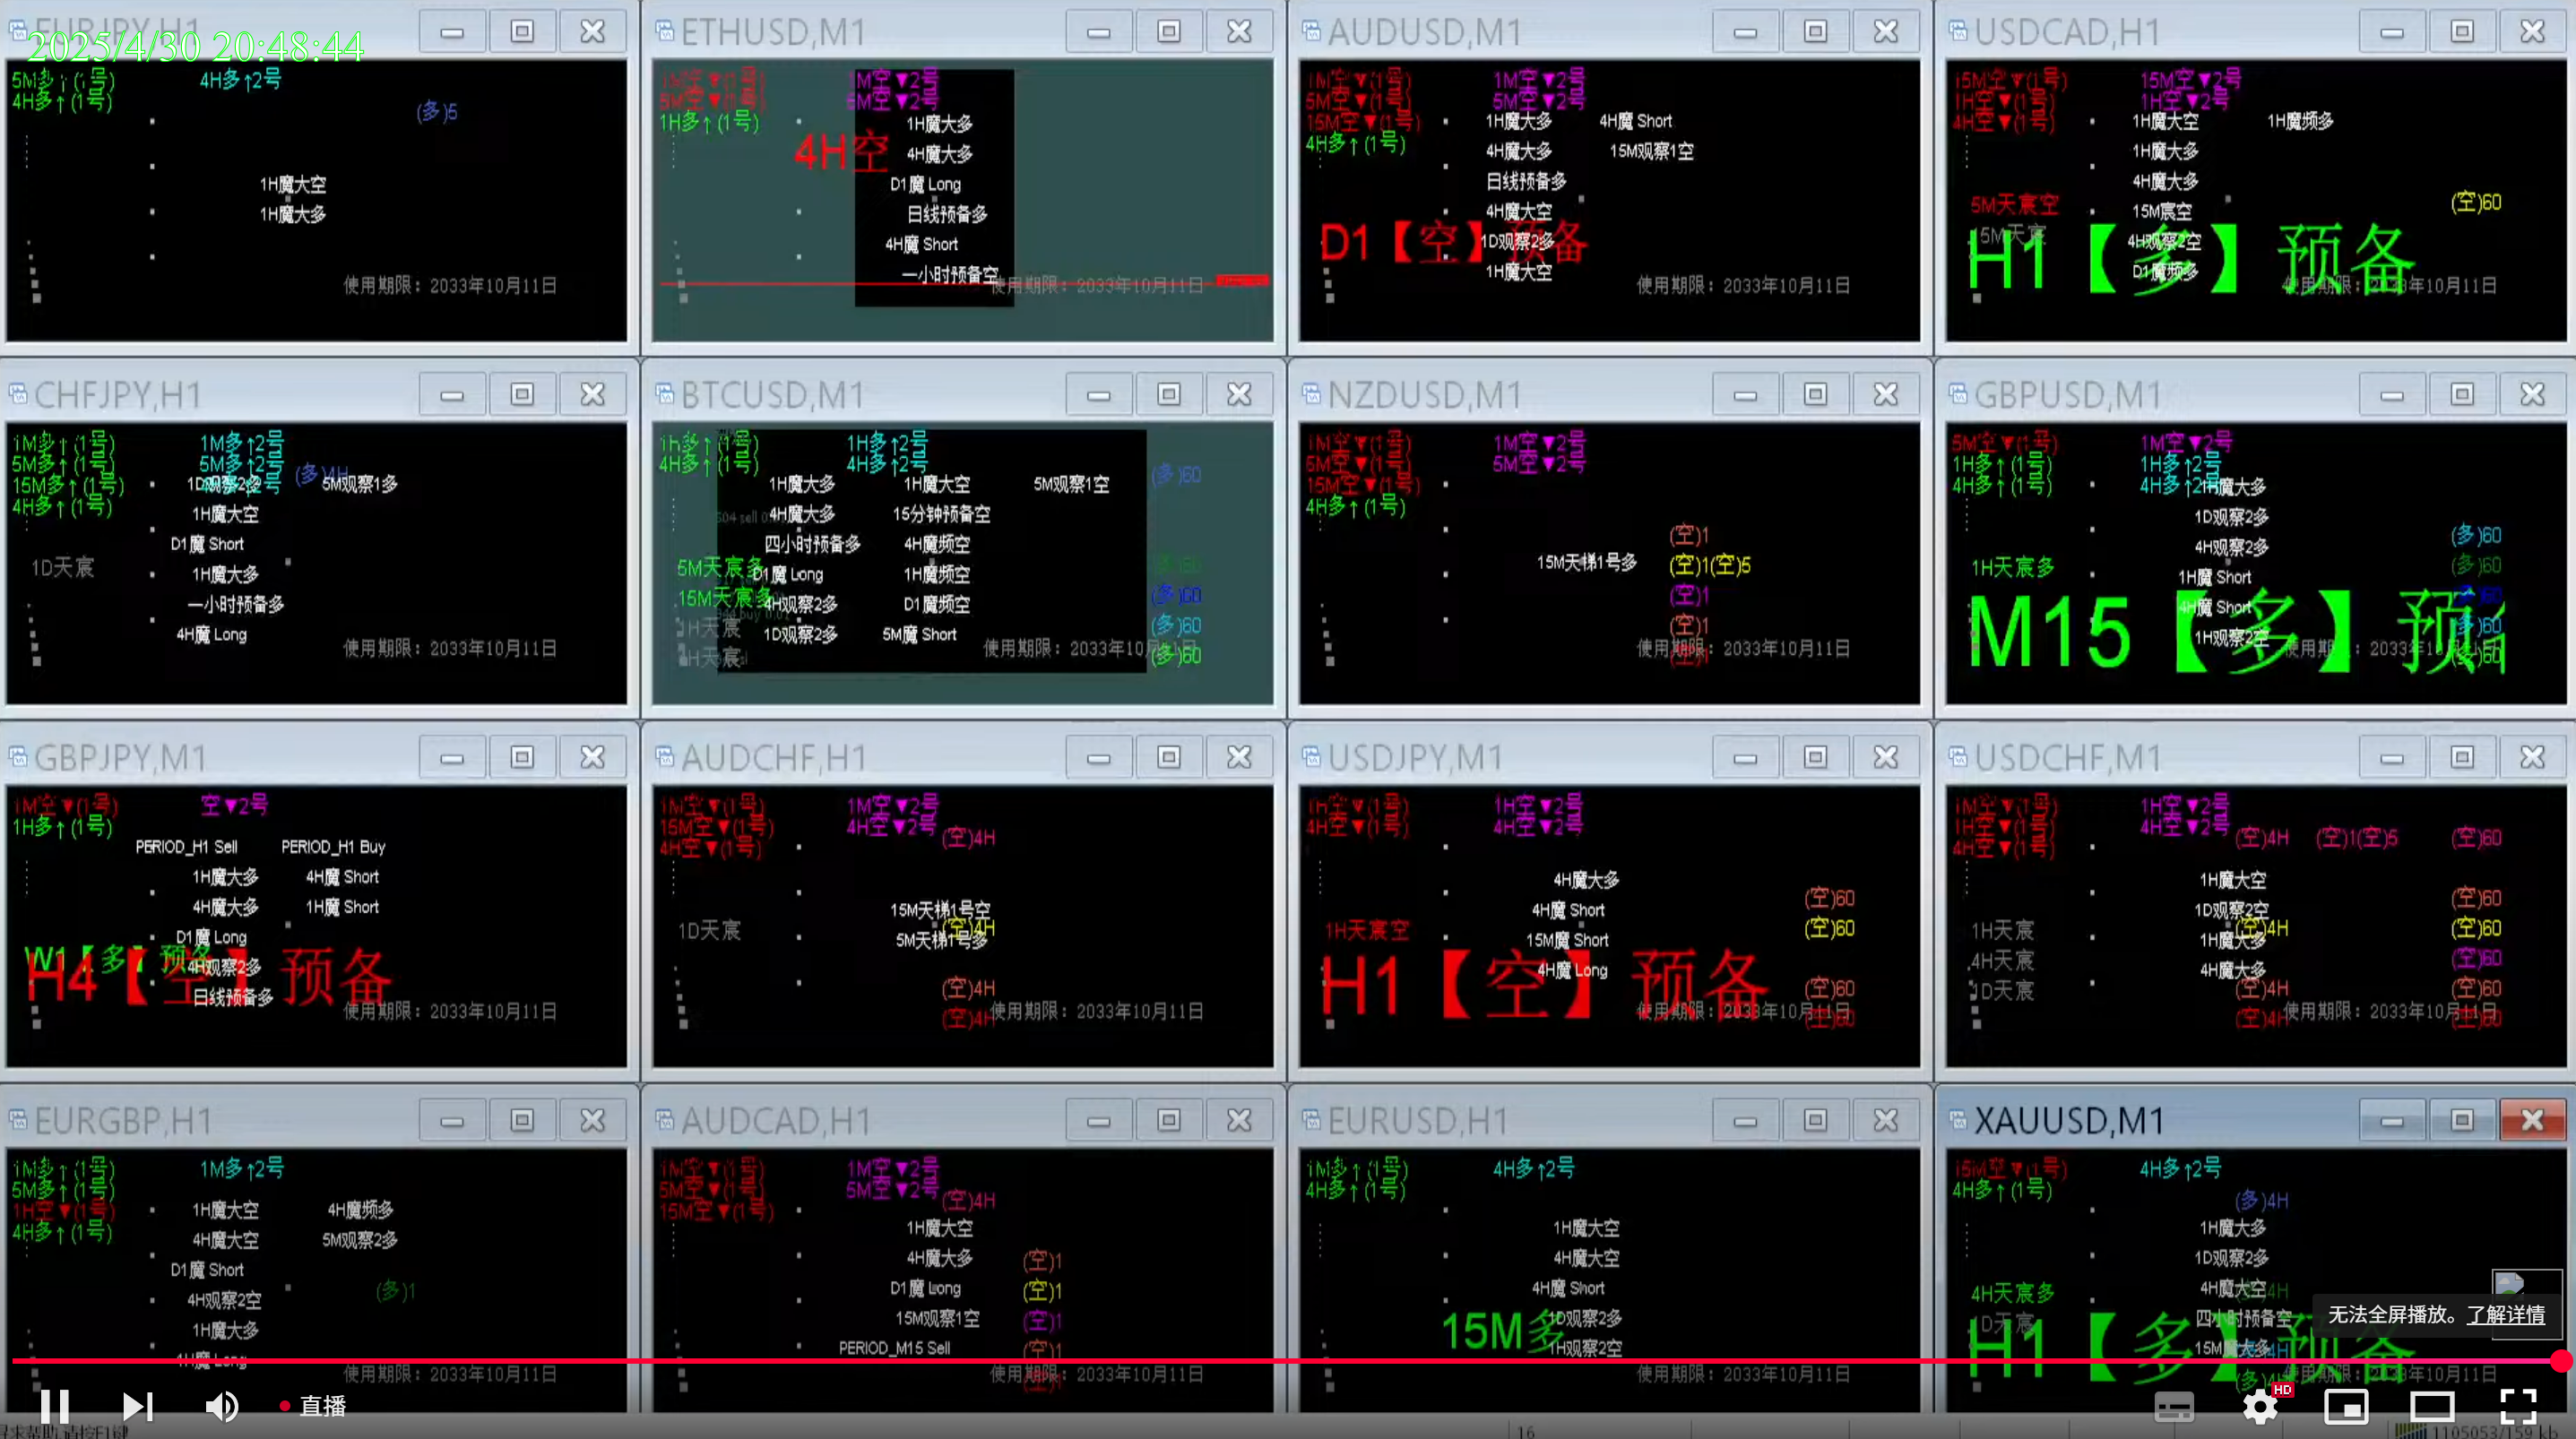 EURJPY,H1
2025/4/30 20:48:44
5M多↑(1号)
4H多↑(1号)
4H多↑2号
(多)5
1H魔大空
1H魔大多
使用期限：2033年10月11日
ETHUSD,M1
1M空▼(1号)
5M空▼(1号)
1H多↑(1号)
1M空▼2号
5M空▼2号
4H空
1H魔大多
4H魔大多
D1魔 Long
日线预备多
4H魔 Short
一小时预备空
使用期限：2033年10月11日
AUDUSD,M1
1M空▼(1号)
5M空▼(1号)
15M空▼(1号)
4H多↑(1号)
1M空▼2号
5M空▼2号
1H魔大多
4H魔 Short
4H魔大多
15M观察1空
日线预备多
4H魔大空
D1【空】预备
1D观察2多
1H魔大空
使用期限：2033年10月11日
USDCAD,H1
15M空▼(1号)
1H空▼(1号)
4H空▼(1号)
15M空▼2号
1H空▼2号
1H魔大空
1H魔频多
1H魔大多
4H魔大多
5M天宸空
15M宸空
(空)60
5M天宸
4H观察2空
H1【多】预备
D1魔频多
使用期限：2033年10月11日
CHFJPY,H1
1M多↑(1号)
5M多↑(1号)
15M多↑(1号)
4H多↑(1号)
1M多↑2号
5M多↑2号
(多)4H
1D观察2多
5M观察1多
1H魔大空
D1魔 Short
1D天宸
1H魔大多
一小时预备多
4H魔 Long
使用期限：2033年10月11日
BTCUSD,M1
1H多↑(1号)
4H多↑(1号)
1H多↑2号
4H多↑2号
(多)60
1H魔大多
1H魔大空
5M观察1空
4H魔大多
15分钟预备空
四小时预备多
4H魔频空
5M天宸多
D1魔 Long
1H魔频空
15M天宸多
4H观察2多
D1魔频空
(多)60
1H天宸
(多)60
1D观察2多
5M魔 Short
(多)60
使用期限：2033年10月11日
NZDUSD,M1
1M空▼(1号)
5M空▼(1号)
15M空▼(1号)
4H多↑(1号)
1M空▼2号
5M空▼2号
(空)1
15M天梯1号多
(空)1(空)5
(空)1
(空)1
使用期限：2033年10月11日
GBPUSD,M1
5M空▼(1号)
1H多↑(1号)
4H多↑(1号)
1M空▼2号
1H多↑2号
4H多↑2号
1H魔大多
1D观察2多
(多)60
4H观察2多
1H天宸多
(多)60
1H魔 Short
(多)60
4H魔 Short
M15【多】预
(多)60
1H观察2空
(多)60
使用期限：2033年10月11日
GBPJPY,M1
1M空▼(1号)
1H多↑(1号)
空▼2号
PERIOD_H1 Sell
PERIOD_H1 Buy
1H魔大多
4H魔 Short
4H魔大多
1H魔 Short
D1魔 Long
W1【多】预备
4H观察2多
H4【空】预备
日线预备多
使用期限：2033年10月11日
AUDCHF,H1
1M空▼(1号)
15M空▼(1号)
4H空▼(1号)
1M空▼2号
4H空▼2号
(空)4H
15M天梯1号空
1D天宸
(空)4H
5M天梯1号多
(空)4H
(空)4H
使用期限：2033年10月11日
USDJPY,M1
1H空▼(1号)
4H空▼(1号)
1H空▼2号
4H空▼2号
4H魔大多
(空)60
4H魔 Short
1H天宸空
(空)60
15M魔 Short
4H魔 Long
H1【空】预备
(空)60
(空)60
使用期限：2033年10月11日
USDCHF,M1
1M空▼(1号)
1H空▼(1号)
4H空▼(1号)
1H空▼2号
4H空▼2号
(空)4H
(空)1(空)5
(空)60
1H魔大空
(空)60
1D观察2空
1H天宸
(空)4H
(空)60
1H魔大多
4H天宸
(空)60
4H魔大多
1D天宸
(空)4H
(空)60
(空)4H
(空)60
使用期限：2033年10月11日
EURGBP,H1
1M多↑(1号)
5M多↑(1号)
1H空▼(1号)
4H多↑(1号)
1M多↑2号
1H魔大空
4H魔频多
4H魔大空
5M观察2多
D1魔 Short
(多)1
4H观察2空
1H魔大多
4H魔 Long
使用期限：2033年10月11日
AUDCAD,H1
1M空▼(1号)
5M空▼(1号)
15M空▼(1号)
1M空▼2号
5M空▼2号
(空)4H
1H魔大空
4H魔大多
(空)1
D1魔 Long
(空)1
15M观察1空
(空)1
PERIOD_M15 Sell
(空)1
使用期限：2033年10月11日
EURUSD,H1
1M多↑(1号)
4H多↑(1号)
4H多↑2号
1H魔大空
4H魔大空
4H魔 Short
15M多
1D观察2多
1H观察2空
使用期限：2033年10月11日
XAUUSD,M1
15M空▼(1号)
4H多↑(1号)
4H多↑2号
(多)4H
1H魔大多
1D观察2多
4H天宸多
4H魔大空
1D天宸
四小时预备空
H1【多】预备
15M魔大多
使用期限：2033年10月11日
无法全屏播放。了解详情
直播
HD
16
1105053/159 kb